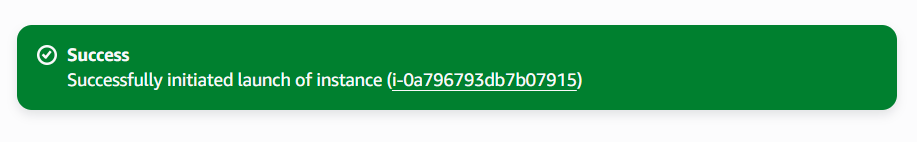 Success
Successfully initiated launch of instance (i-0a796793db7b07915)